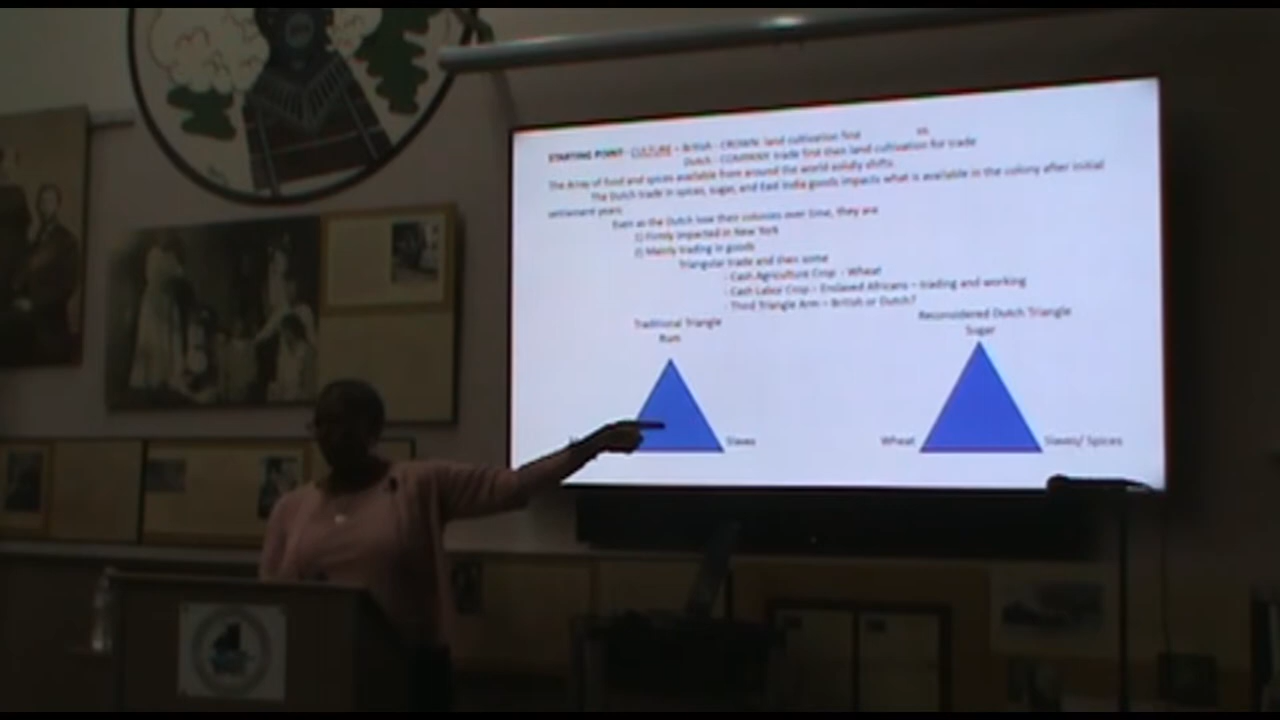 STARTING POINT - CULTURE – British - CROWN: land cultivation first vs
Dutch - COMPANY: trade first then land cultivation for trade
The Array of food and spices available from around the world solidly shifts.
The Dutch trade in spices, sugar, and East India goods impacts what is available in the colony after initial
settlement years.
Even as the Dutch lose their colonies over time, they are
1) Firmly impacted in New York
2) Mainly trading in goods
Triangular trade and then some
- Cash Agriculture Crop - Wheat
- Cash Labor Crop – Enslaved Africans – trading and working
- Third Triangle Arm – British or Dutch?
Traditional Triangle
Rum
Reconsidered Dutch Triangle
Sugar
Slaves
Wheat
Slaves/ Spices